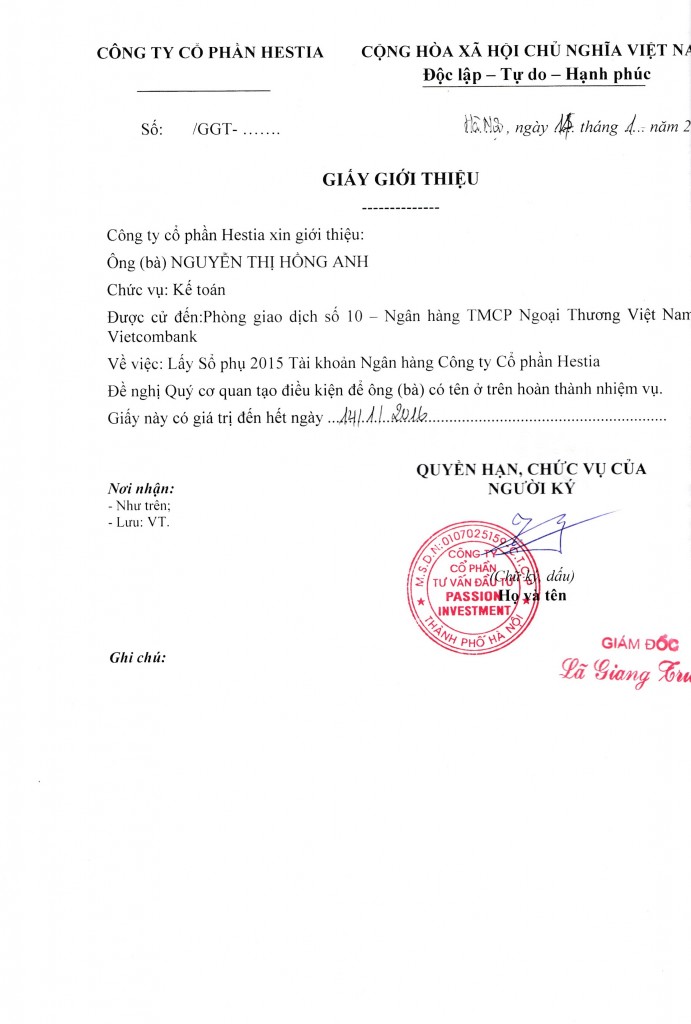 CÔNG TY CỔ PHẦN HESTIA
CỘNG HÒA XÃ HỘI CHỦ NGHĨA VIỆT NA
Độc lập – Tự do – Hạnh phúc
Số: /GGT- …….
Hà Nội, ngày tháng 1 năm 2
GIẤY GIỚI THIỆU
--------------
Công ty cổ phần Hestia xin giới thiệu:
Ông (bà) NGUYỄN THỊ HỒNG ANH
Chức vụ: Kế toán
Được cử đến:Phòng giao dịch số 10 – Ngân hàng TMCP Ngoại Thương Việt Nam
Vietcombank
Về việc: Lấy Sổ phụ 2015 Tài khoản Ngân hàng Công ty Cổ phần Hestia
Đề nghị Quý cơ quan tạo điều kiện để ông (bà) có tên ở trên hoàn thành nhiệm vụ.
Giấy này có giá trị đến hết ngày 14/1/2016
QUYỀN HẠN, CHỨC VỤ CỦA
NGƯỜI KÝ
Nơi nhận:
- Như trên;
- Lưu: VT.
(Chữ ký, dấu)
Họ và tên
M.S.D.N:0107025159.C.T.C.P
CÔNG TY
CỔ PHẦN
TƯ VẤN ĐẦU TƯ
PASSION
INVESTMENT
THÀNH PHỐ HÀ NỘI
GIÁM ĐỐC
Lã Giang Tru
Ghi chú: